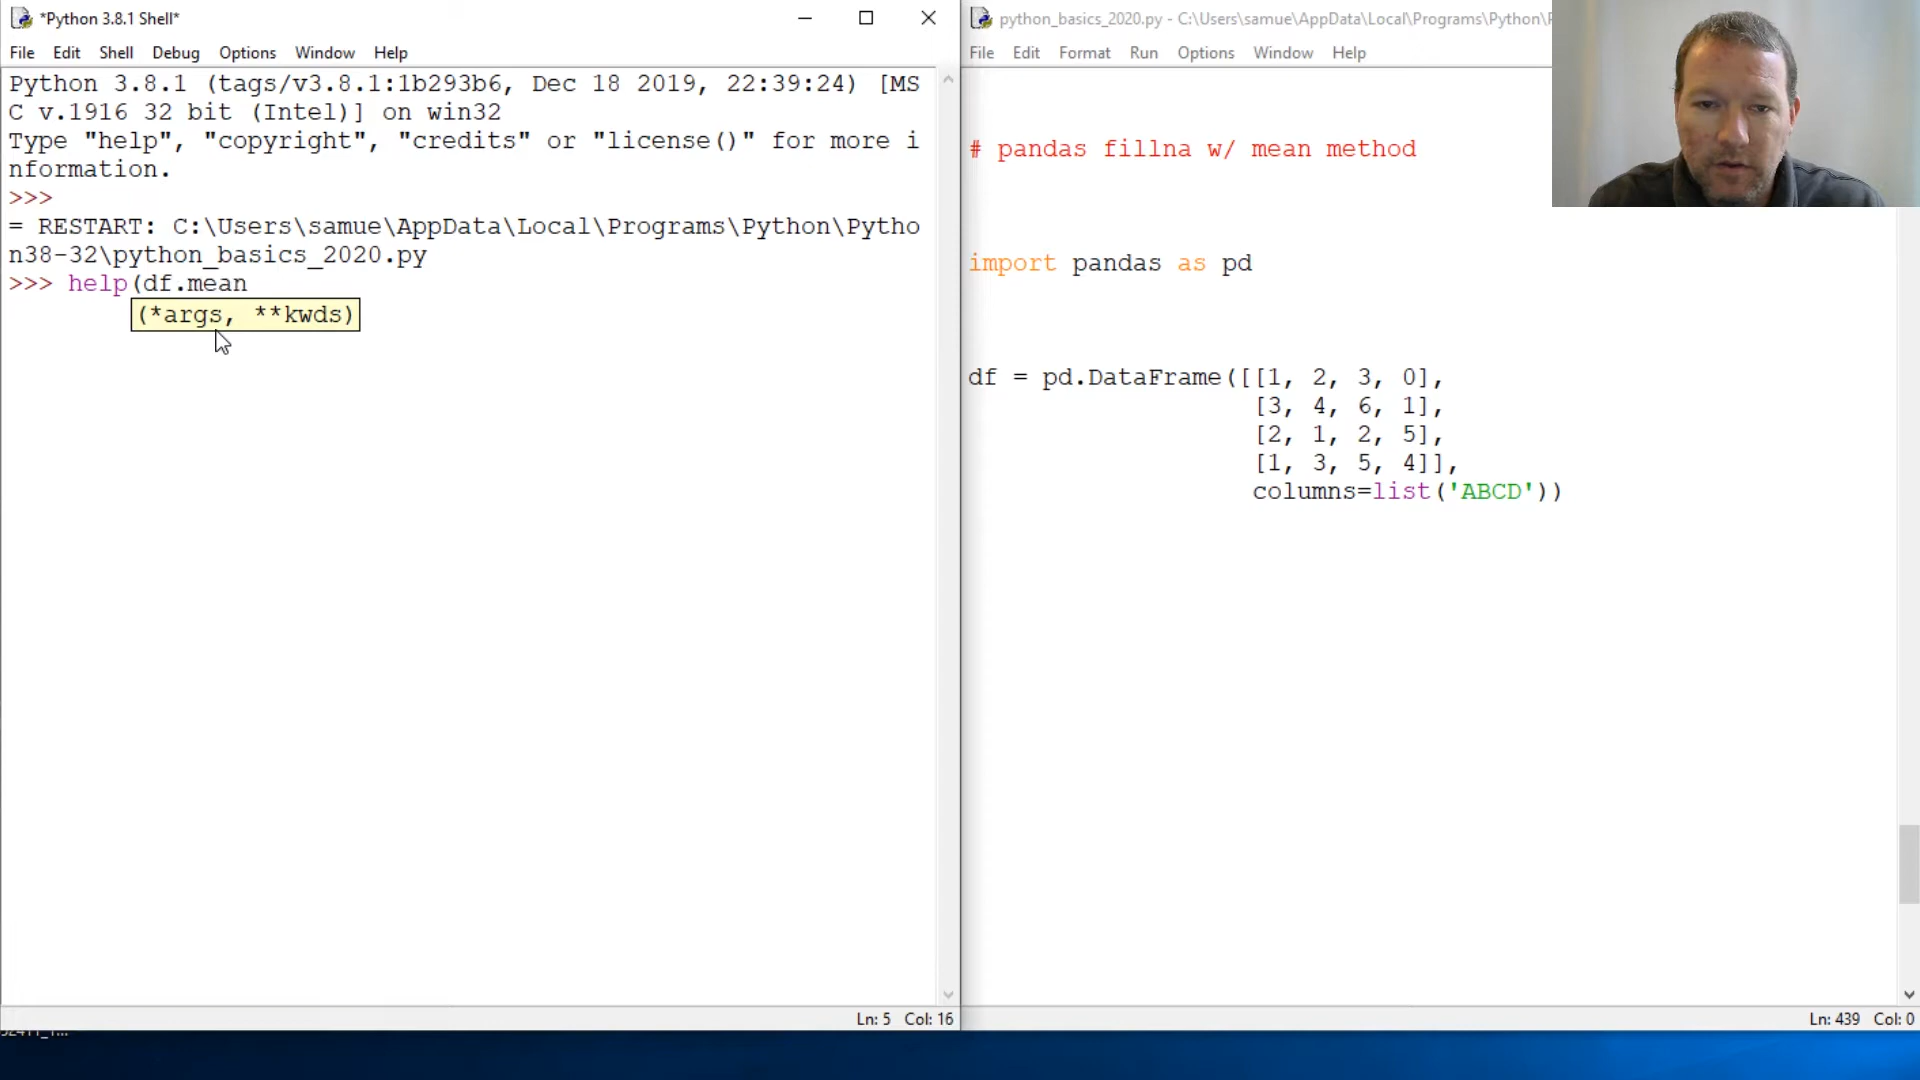 *Python 3.8.1 Shell*
File Edit Shell Debug Options Window Help
Python 3.8.1 (tags/v3.8.1:1b293b6, Dec 18 2019, 22:39:24) [MS
C v.1916 32 bit (Intel)] on win32
Type "help", "copyright", "credits" or "license()" for more i
nformation.
>>>
= RESTART: C:\Users\samue\AppData\Local\Programs\Python\Pytho
n38-32\python_basics_2020.py
>>> help(df.mean
(*args, **kwds)
Ln: 5 Col: 16
python_basics_2020.py - C:\Users\samue\AppData\Local\Programs\Python\
File Edit Format Run Options Window Help
# pandas fillna w/ mean method
import pandas as pd
df = pd.DataFrame([[1, 2, 3, 0],
[3, 4, 6, 1],
[2, 1, 2, 5],
[1, 3, 5, 4]],
columns=list('ABCD'))
Ln: 439 Col: 0